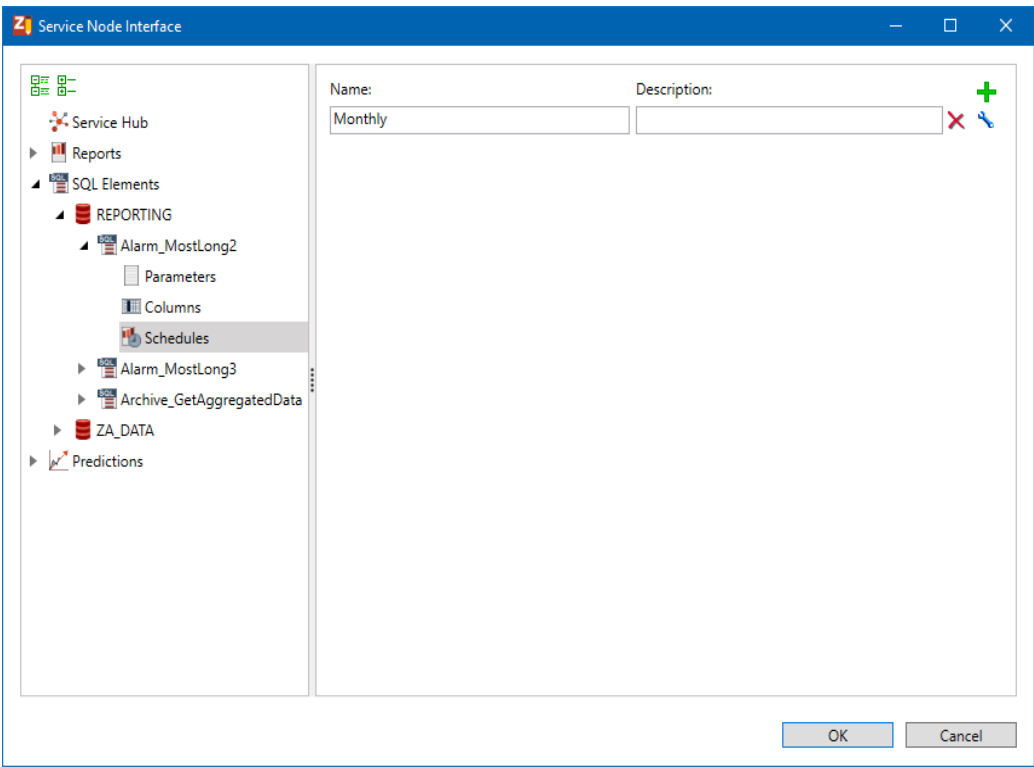 Service Node Interface
Service Hub
Reports
SQL Elements
REPORTING
Alarm_MostLong2
Parameters
Columns
Schedules
Alarm_MostLong3
Archive_GetAggregatedData
ZA_DATA
Predictions
Name: Description:
Monthly
OK Cancel